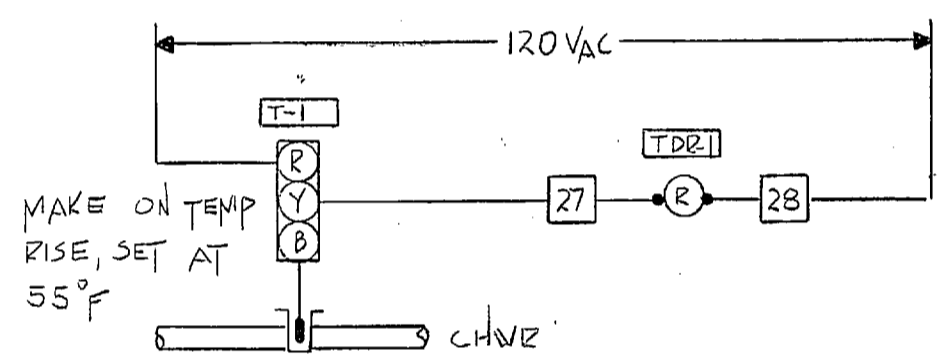 120 VAC
T-1
TDR-1
R
Y
B
27
R
28
MAKE ON TEMP
RISE, SET AT
55°F
CHWR